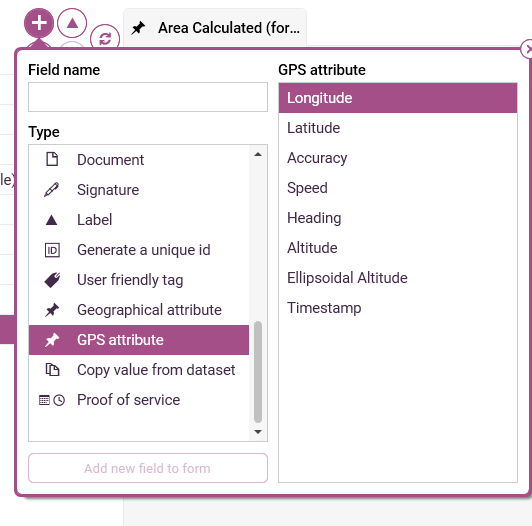 Area Calculated (for...
Field name
GPS attribute
Type
Document
Signature
Label
Generate a unique id
User friendly tag
Geographical attribute
GPS attribute
Copy value from dataset
Proof of service
Add new field to form
Longitude
Latitude
Accuracy
Speed
Heading
Altitude
Ellipsoidal Altitude
Timestamp
le)
ID